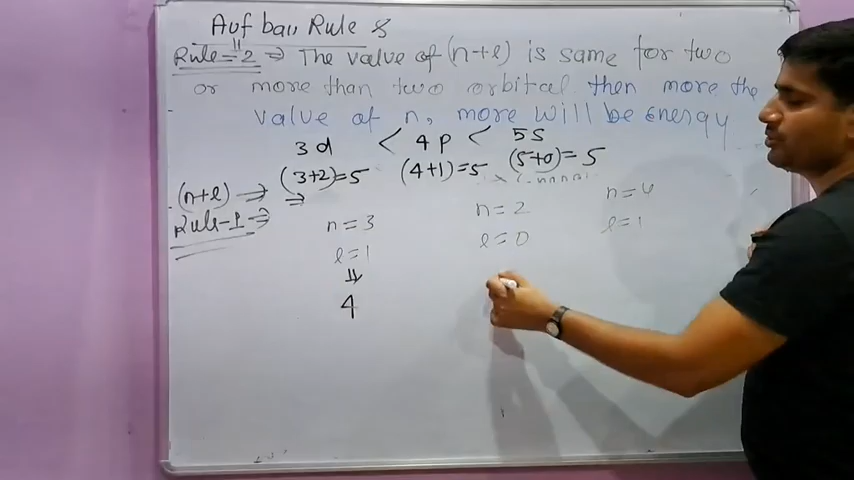 Aufbau Rule :
Rule=2 ⇒ The value of (n+l) is same for two
or more than two orbital then more the
value of n, more will be energy
3d < 4p < 5s
(n+l) ⇒ (3+2)=5 (4+1)=5 (5+0)=5
Rule-1 ⇒ ⇒
n=3 n=2 n=4
l=1 l=0 l=1
⇓
4